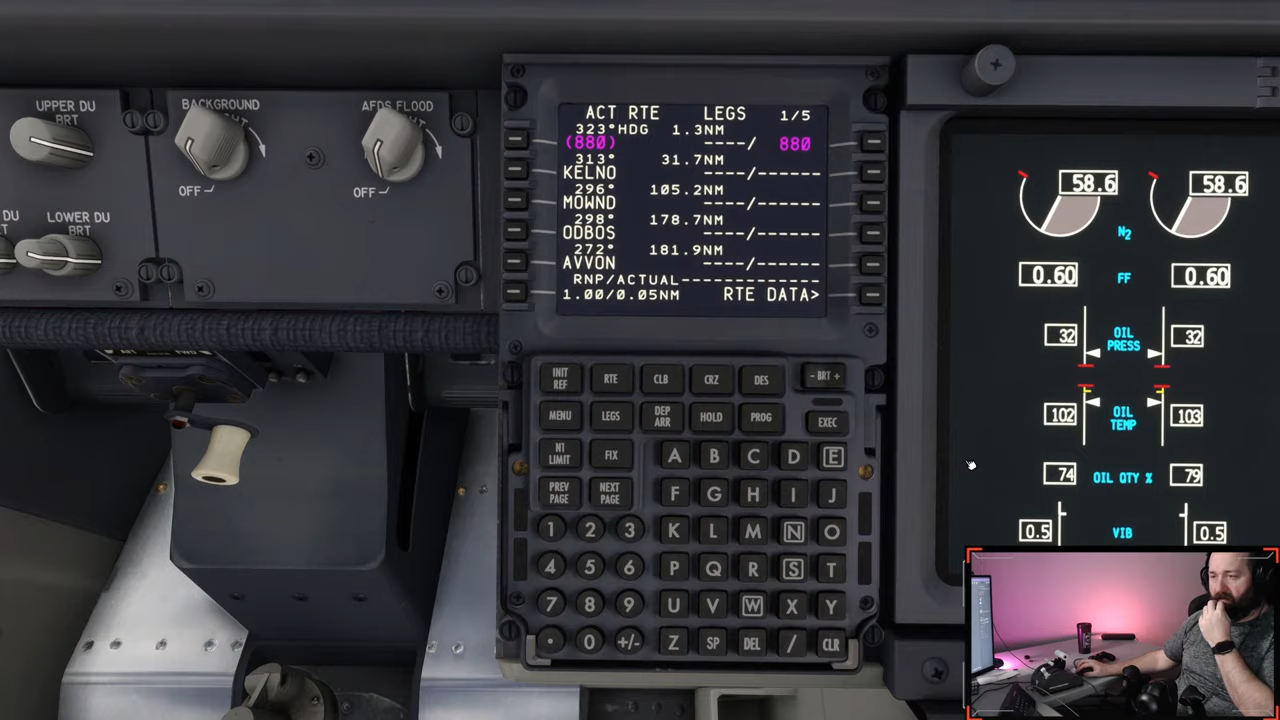 UPPER DU
BRT
BACKGROUND
OFF
AFDS FLOOD
OFF
DU
LOWER DU
BRT
ACT RTE LEGS 1/5
323°HDG 1.3NM
(880) ----/ 880
313° 31.7NM
KELNO ----/------
296° 105.2NM
MOWND ----/------
298° 178.7NM
ODBOS ----/------
272° 181.9NM
AVVON ----/------
RNP/ACTUAL--------------
1.00/0.05NM RTE DATA>
INIT REF RTE CLB CRZ DES - BRT +
MENU LEGS DEP ARR HOLD PROG EXEC
N1 LIMIT FIX A B C D E
PREV PAGE NEXT PAGE F G H I J
1 2 3 K L M N O
4 5 6 P Q R S T
7 8 9 U V W X Y
. 0 +/- Z SP DEL / CLR
58.6 N2 58.6
0.60 FF 0.60
32 OIL PRESS 32
102 OIL TEMP 103
74 OIL QTY % 79
0.5 VIB 0.5